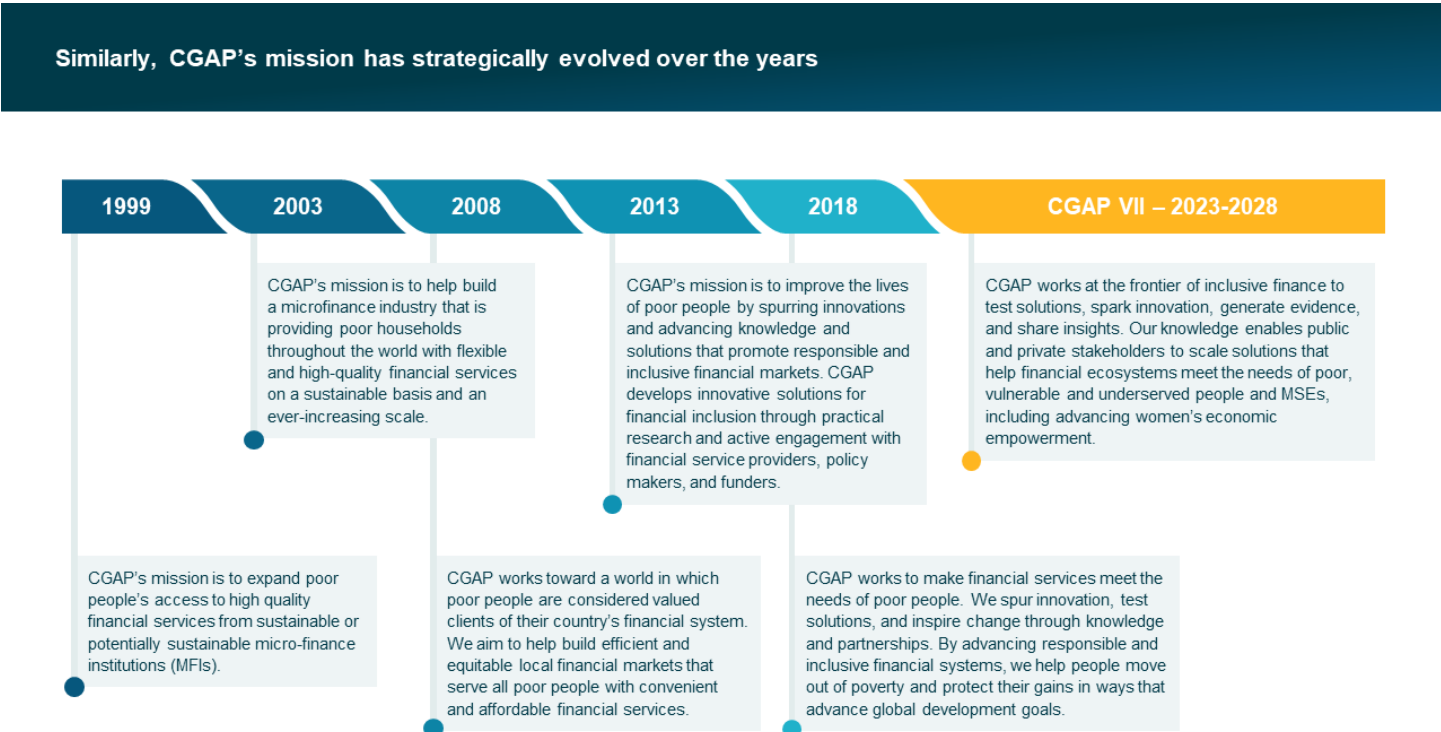 Similarly, CGAP's mission has strategically evolved over the years
1999
2003
2008
2013
2018
CGAP VII – 2023-2028
CGAP's mission is to help build
a microfinance industry that is
providing poor households
throughout the world with flexible
and high-quality financial services
on a sustainable basis and an
ever-increasing scale.
CGAP's mission is to improve the lives
of poor people by spurring innovations
and advancing knowledge and
solutions that promote responsible and
inclusive financial markets. CGAP
develops innovative solutions for
financial inclusion through practical
research and active engagement with
financial service providers, policy
makers, and funders.
CGAP works at the frontier of inclusive finance to
test solutions, spark innovation, generate evidence,
and share insights. Our knowledge enables public
and private stakeholders to scale solutions that
help financial ecosystems meet the needs of poor,
vulnerable and underserved people and MSEs,
including advancing women's economic
empowerment.
CGAP's mission is to expand poor
people's access to high quality
financial services from sustainable or
potentially sustainable micro-finance
institutions (MFIs).
CGAP works toward a world in which
poor people are considered valued
clients of their country's financial system.
We aim to help build efficient and
equitable local financial markets that
serve all poor people with convenient
and affordable financial services.
CGAP works to make financial services meet the
needs of poor people. We spur innovation, test
solutions, and inspire change through knowledge
and partnerships. By advancing responsible and
inclusive financial systems, we help people move
out of poverty and protect their gains in ways that
advance global development goals.